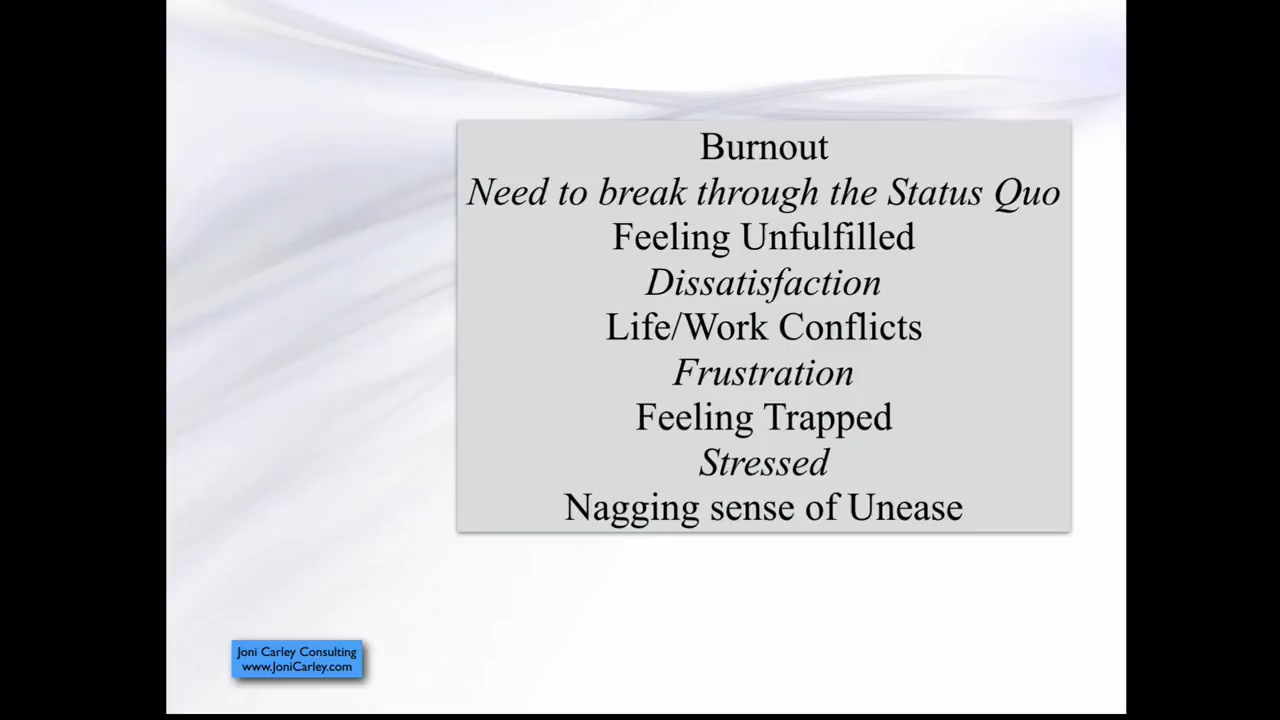 Burnout
Need to break through the Status Quo
Feeling Unfulfilled
Dissatisfaction
Life/Work Conflicts
Frustration
Feeling Trapped
Stressed
Nagging sense of Unease
Joni Carley Consulting
www.JoniCarley.com